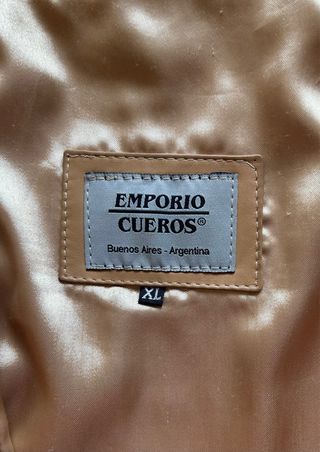 EMPORIO
CUEROS®
Buenos Aires - Argentina
XL